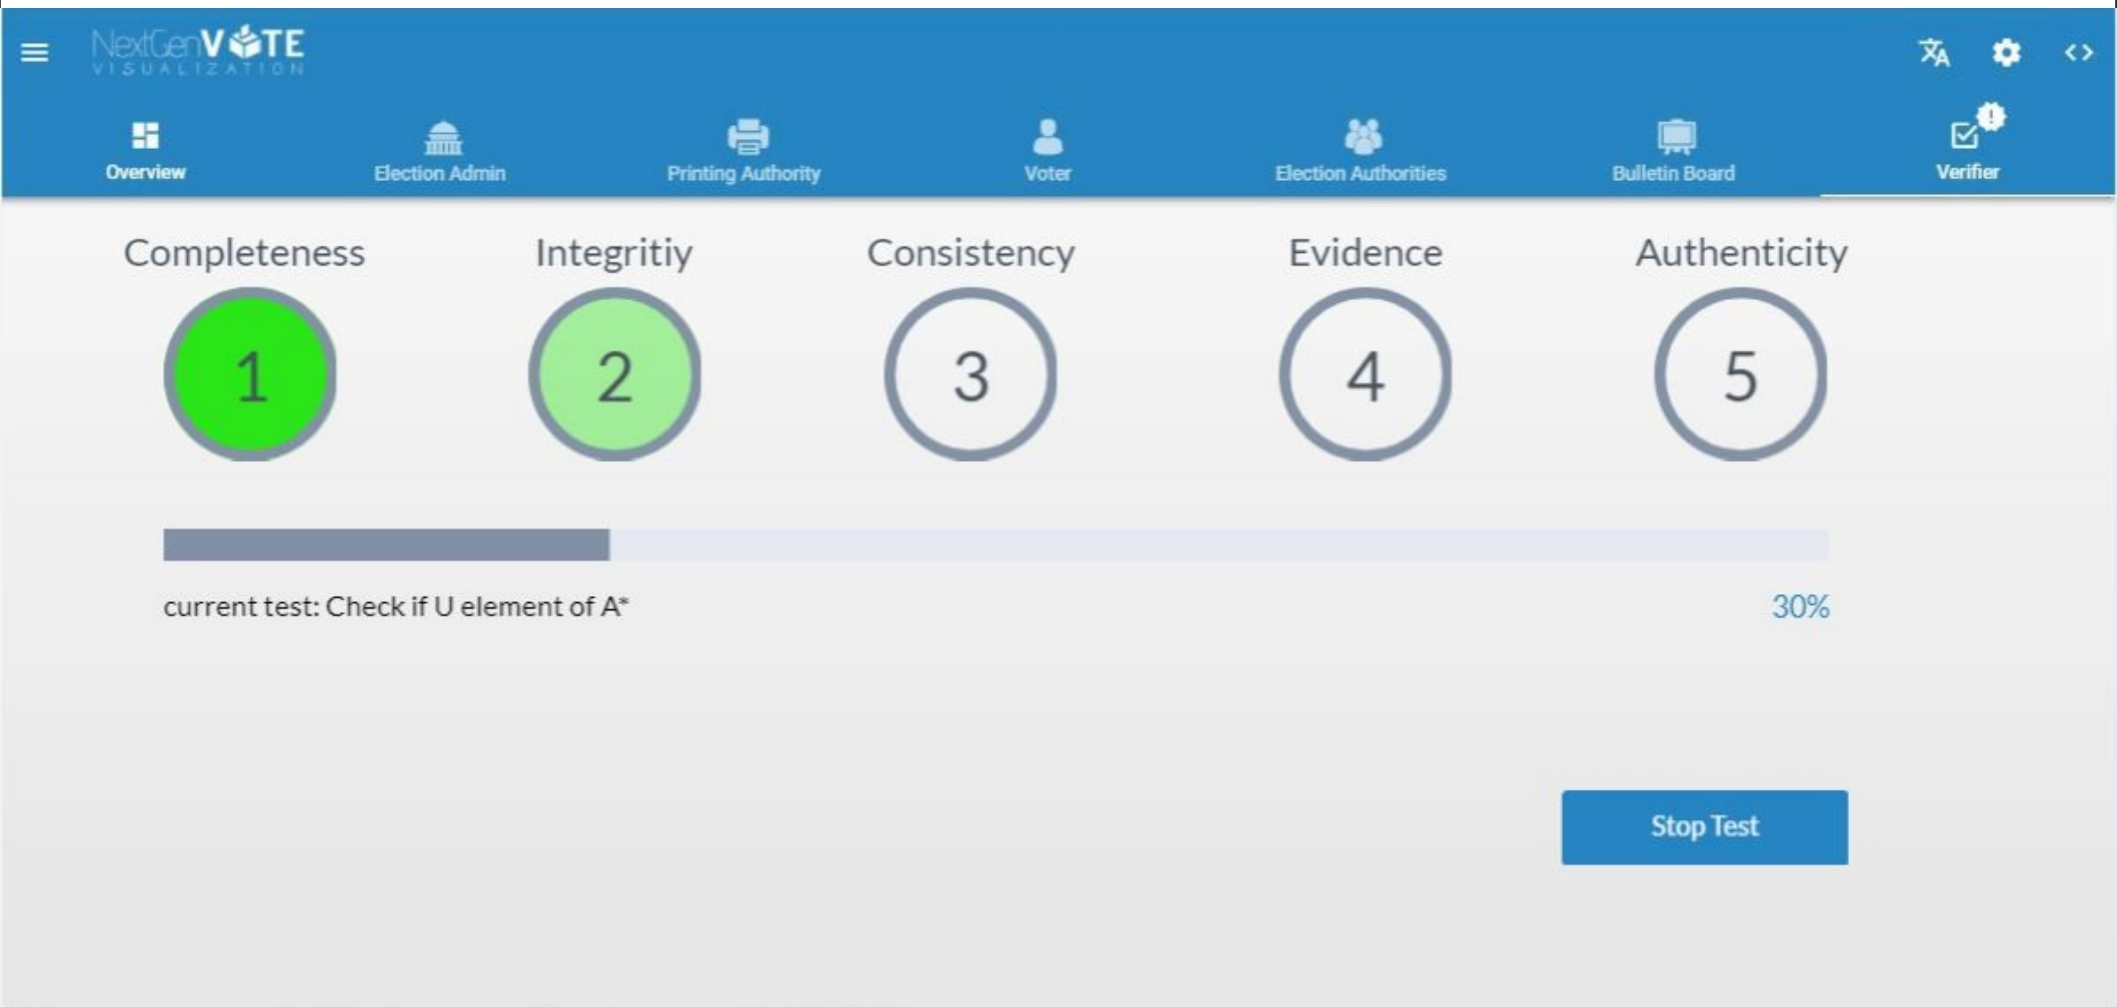 NextGenVOTE
VISUALIZATION
Overview
Election Admin
Printing Authority
Voter
Election Authorities
Bulletin Board
Verifier
Completeness
Integritiy
Consistency
Evidence
Authenticity
1
2
3
4
5
current test: Check if U element of A*
30%
Stop Test